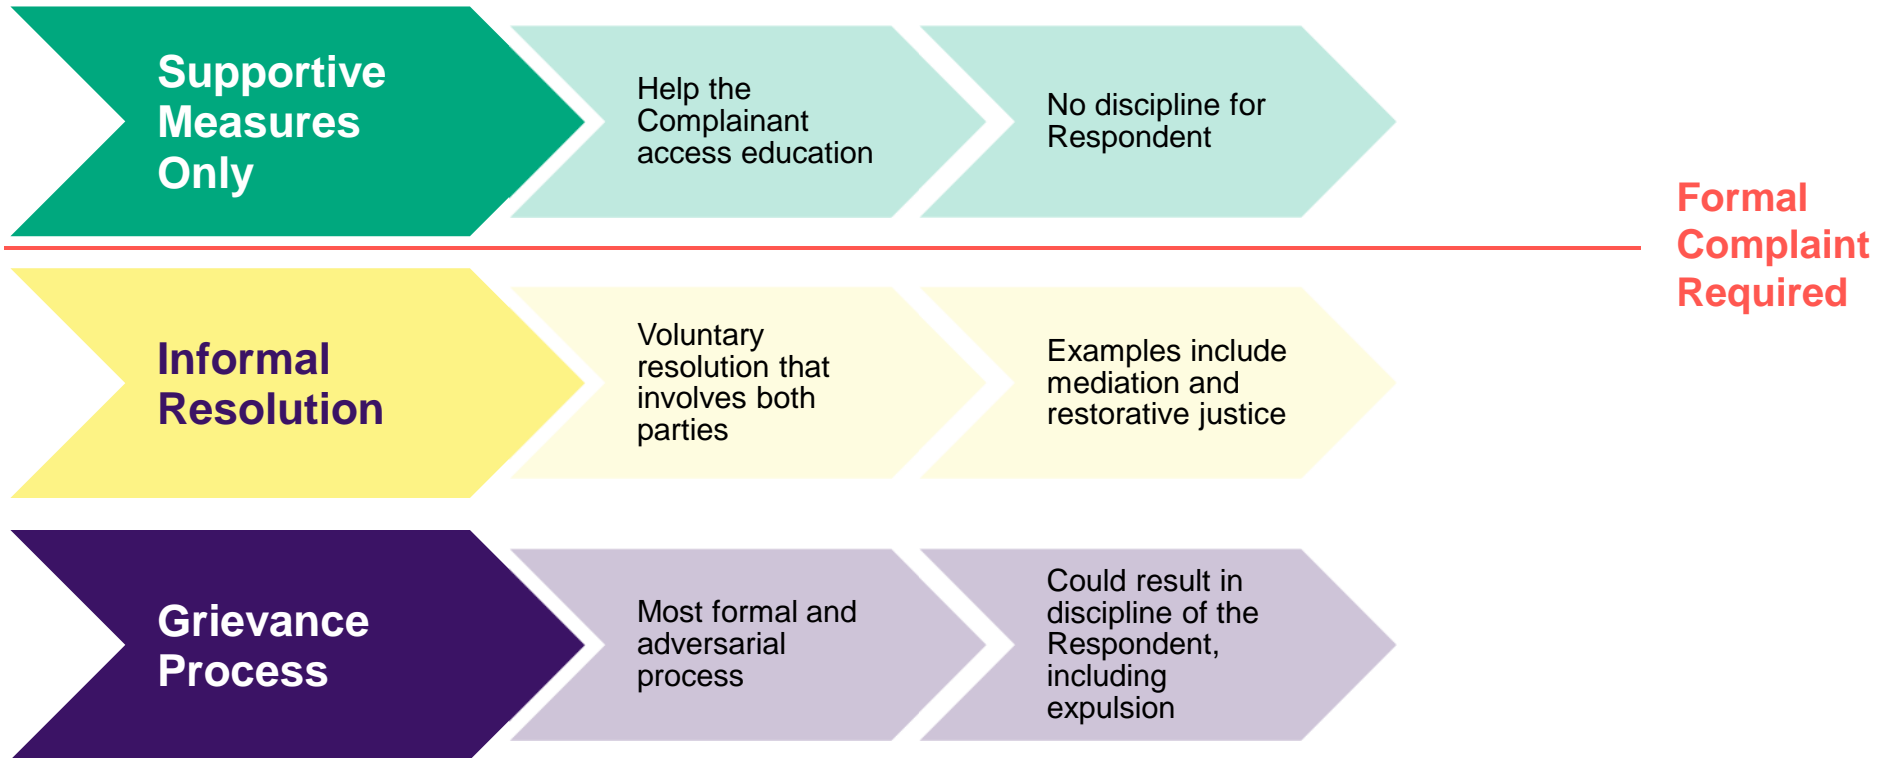 Supportive
Measures
Only
Help the
Complainant
access education
No discipline for
Respondent
Formal
Complaint
Required
Informal
Resolution
Voluntary
resolution that
involves both
parties
Examples include
mediation and
restorative justice
Grievance
Process
Most formal and
adversarial
process
Could result in
discipline of the
Respondent,
including
expulsion